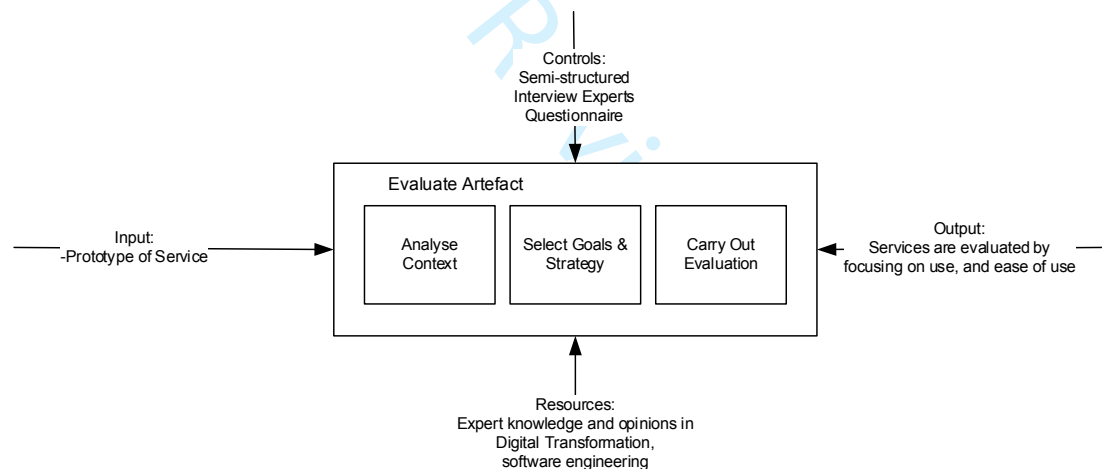 Controls:
Semi-structured
Interview Experts
Questionnaire
Evaluate Artefact
Analyse
Context
Select Goals &
Strategy
Carry Out
Evaluation
Input:
-Prototype of Service
Output:
Services are evaluated by
focusing on use, and ease of use
Resources:
Expert knowledge and opinions in
Digital Transformation,
software engineering